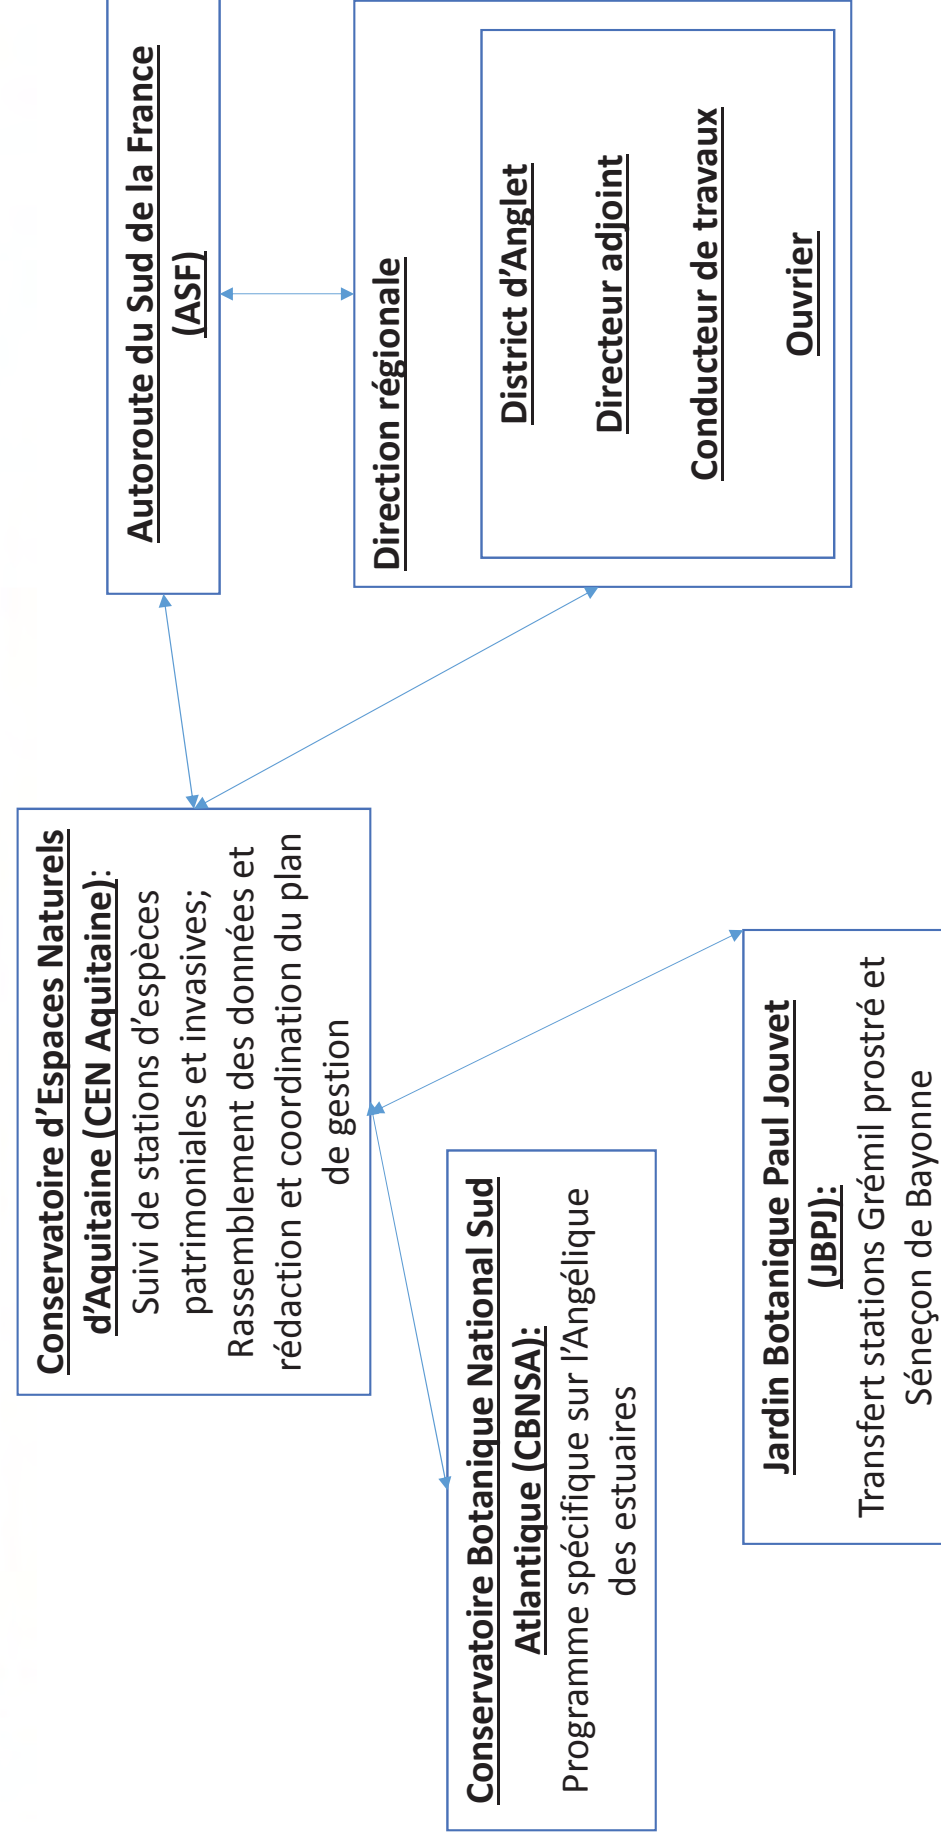 Conservatoire d'Espaces Naturels
d'Aquitaine (CEN Aquitaine):
Suivi de stations d'espèces
patrimoniales et invasives;
Rassemblement des données et
rédaction et coordination du plan
de gestion
Autoroute du Sud de la France
(ASF)
Direction régionale
District d'Anglet
Directeur adjoint
Conducteur de travaux
Ouvrier
Conservatoire Botanique National Sud
Atlantique (CBNSA):
Programme spécifique sur l'Angélique
des estuaires
Jardin Botanique Paul Jouvet
(JBPJ):
Transfert stations Grémil prostré et
Séneçon de Bayonne